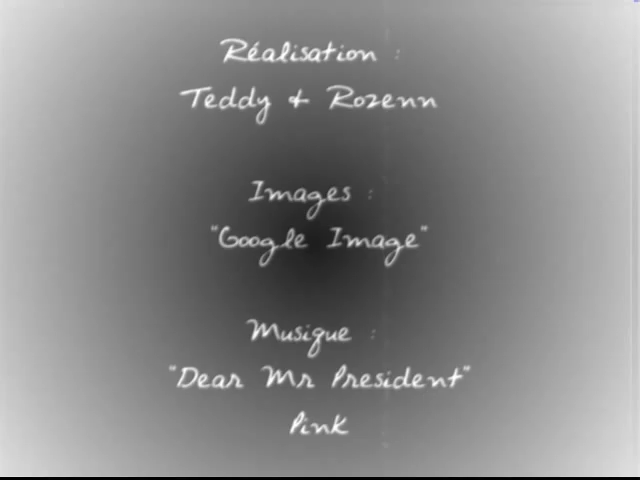 Réalisation :
Teddy & Rozenn
Images :
"Google Image"
Musique :
"Dear Mr President"
Pink